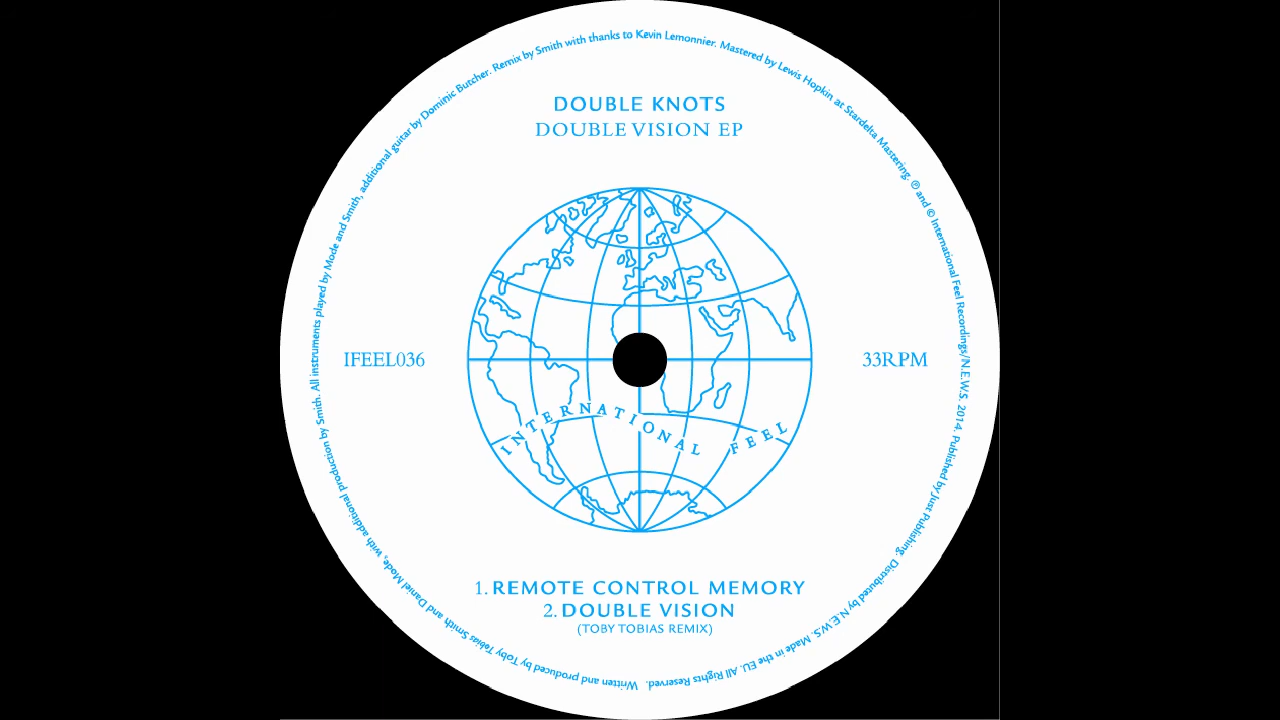 DOUBLE KNOTS
DOUBLE VISION EP
IFEEL036
33RPM
INTERNATIONAL FEEL
1. REMOTE CONTROL MEMORY
2. DOUBLE VISION
(TOBY TOBIAS REMIX)
Written and produced by Toby Tobias Smith and Daniel Mode, with additional production by Smith. All instruments played by Mode and Smith, additional guitar by Dominic Butcher. Remix by Smith with thanks to Kevin Lemonnier. Mastered by Lewis Hopkin at Stardelta Mastering. ℗ and © International Feel Recordings/N.E.W.S. 2014. Published by Just Publishing. Distributed by N.E.W.S. Made in the EU. All Rights Reserved.